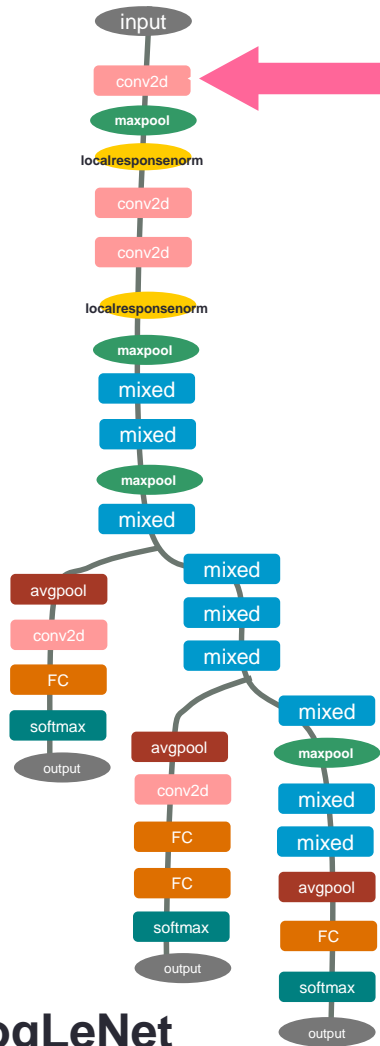 input
conv2d
maxpool
localresponsenorm
conv2d
conv2d
localresponsenorm
maxpool
mixed
mixed
maxpool
mixed
avgpool
conv2d
FC
softmax
output
mixed
mixed
mixed
avgpool
conv2d
FC
FC
softmax
output
mixed
maxpool
mixed
mixed
avgpool
FC
softmax
output
ogLeNet